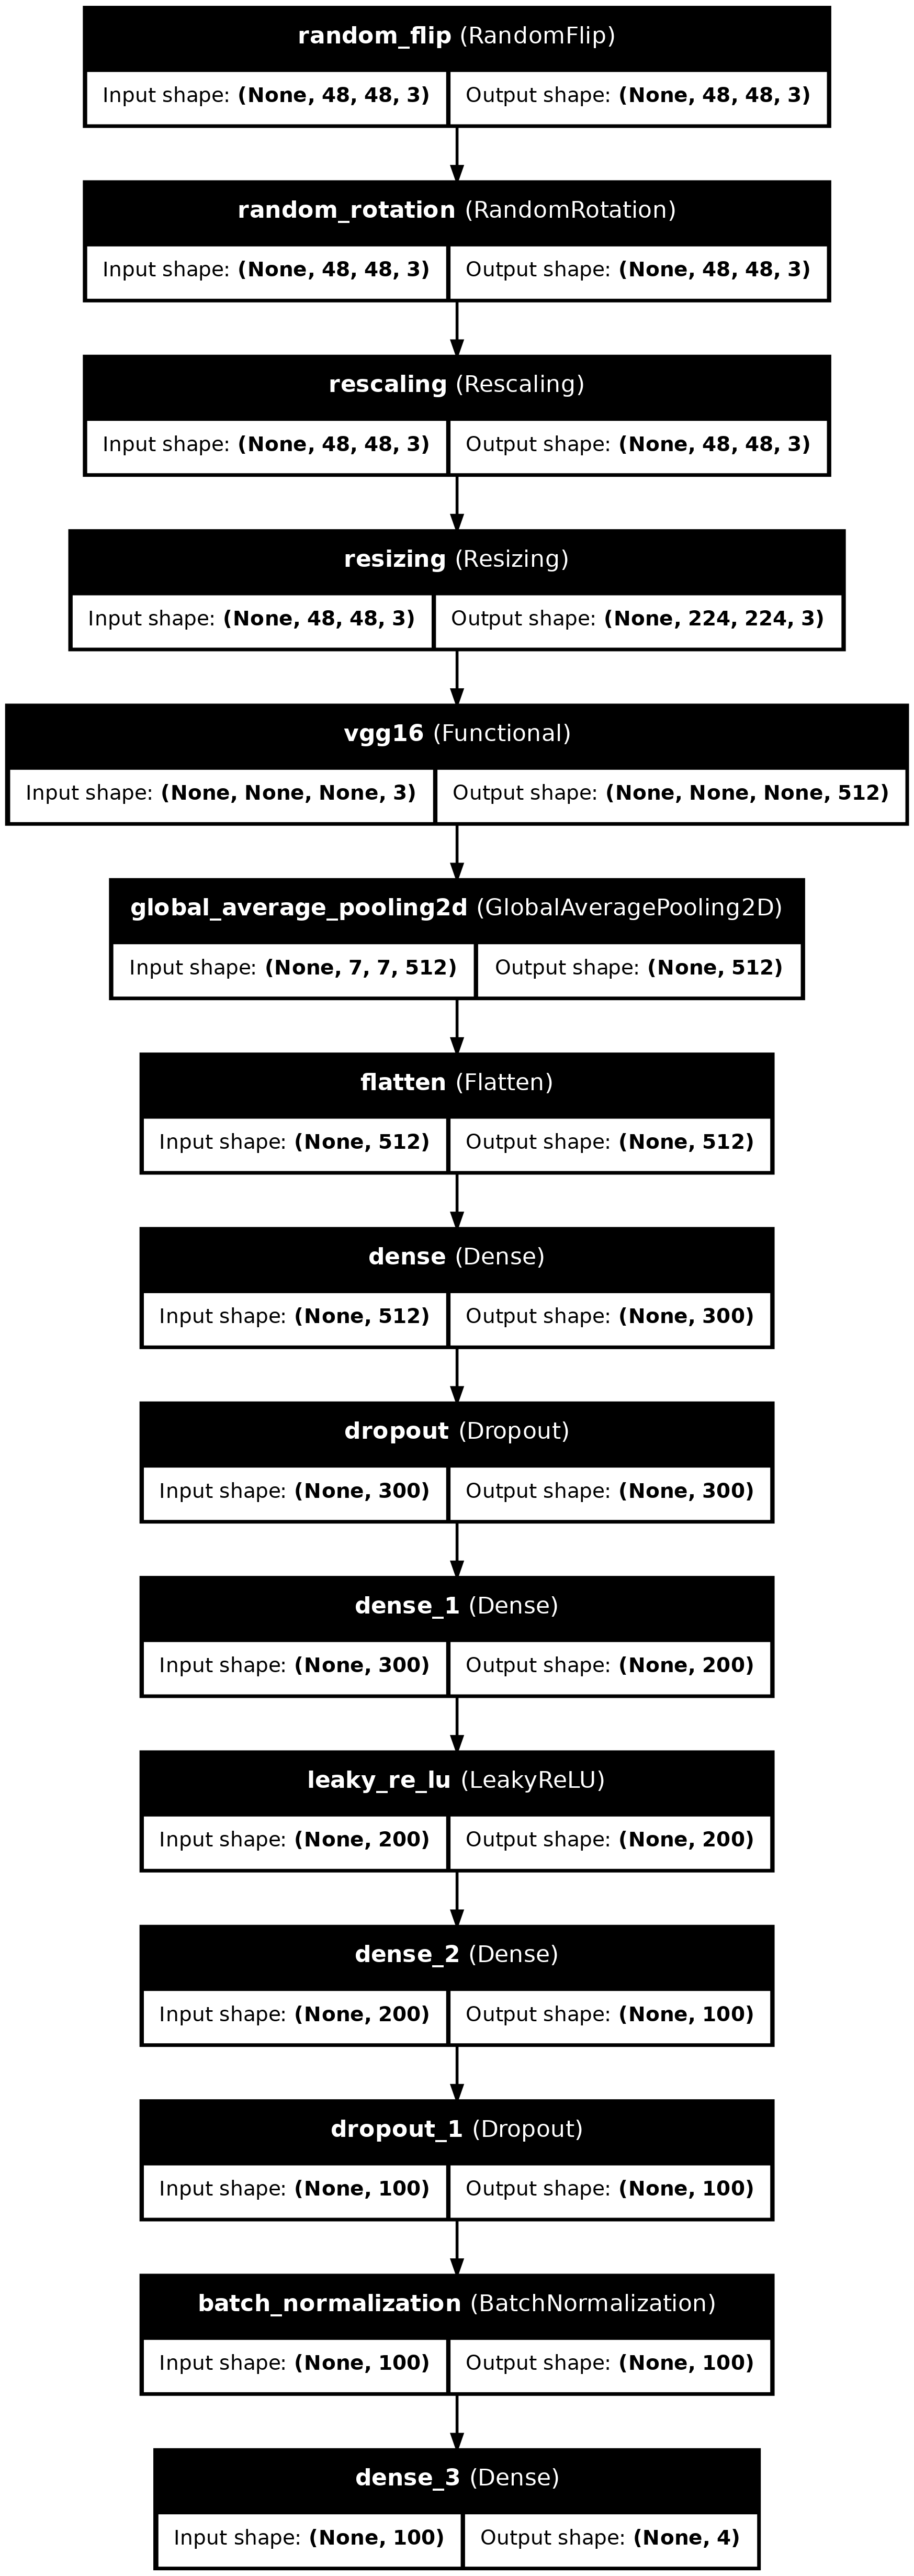 random_flip (RandomFlip)
Input shape: (None, 48, 48, 3) Output shape: (None, 48, 48, 3)
random_rotation (RandomRotation)
Input shape: (None, 48, 48, 3) Output shape: (None, 48, 48, 3)
rescaling (Rescaling)
Input shape: (None, 48, 48, 3) Output shape: (None, 48, 48, 3)
resizing (Resizing)
Input shape: (None, 48, 48, 3) Output shape: (None, 224, 224, 3)
vgg16 (Functional)
Input shape: (None, None, None, 3) Output shape: (None, None, None, 512)
global_average_pooling2d (GlobalAveragePooling2D)
Input shape: (None, 7, 7, 512) Output shape: (None, 512)
flatten (Flatten)
Input shape: (None, 512) Output shape: (None, 512)
dense (Dense)
Input shape: (None, 512) Output shape: (None, 300)
dropout (Dropout)
Input shape: (None, 300) Output shape: (None, 300)
dense_1 (Dense)
Input shape: (None, 300) Output shape: (None, 200)
leaky_re_lu (LeakyReLU)
Input shape: (None, 200) Output shape: (None, 200)
dense_2 (Dense)
Input shape: (None, 200) Output shape: (None, 100)
dropout_1 (Dropout)
Input shape: (None, 100) Output shape: (None, 100)
batch_normalization (BatchNormalization)
Input shape: (None, 100) Output shape: (None, 100)
dense_3 (Dense)
Input shape: (None, 100) Output shape: (None, 4)